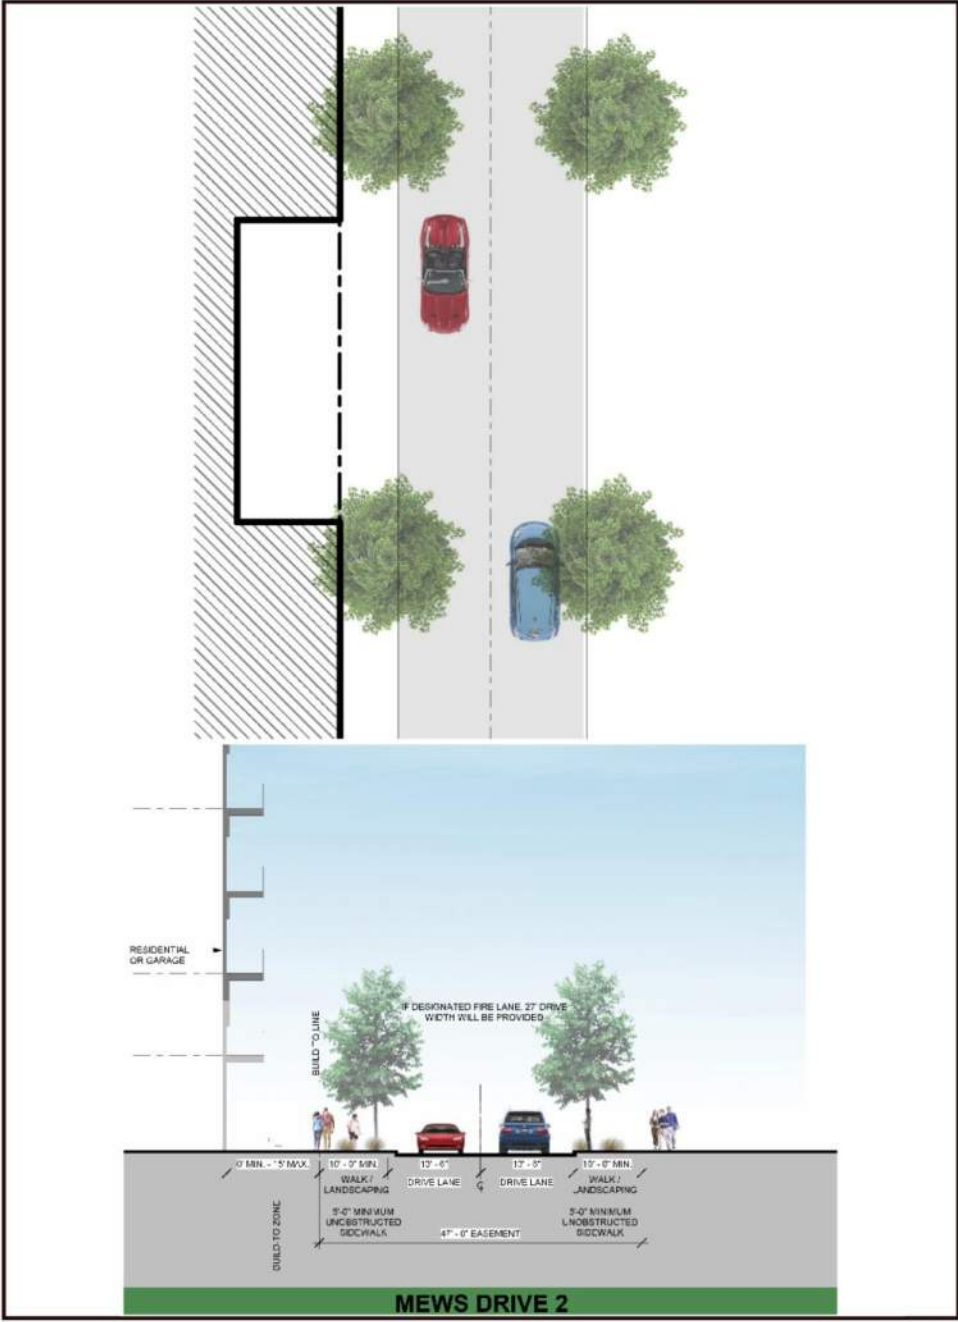 RESIDENTIAL
OR GARAGE
IF DESIGNATED FIRE LANE, 27' DRIVE
WIDTH WILL BE PROVIDED
BUILD TO LINE
0' MIN. - 15' MAX.
10' - 0" MIN.
13' - 6"
13' - 6"
10' - 0" MIN.
WALK /
LANDSCAPING
DRIVE LANE
DRIVE LANE
WALK /
LANDSCAPING
5'-0" MINIMUM
UNOBSTRUCTED
SIDEWALK
5'-0" MINIMUM
UNOBSTRUCTED
SIDEWALK
47' - 0" EASEMENT
BUILD-TO ZONE
MEWS DRIVE 2